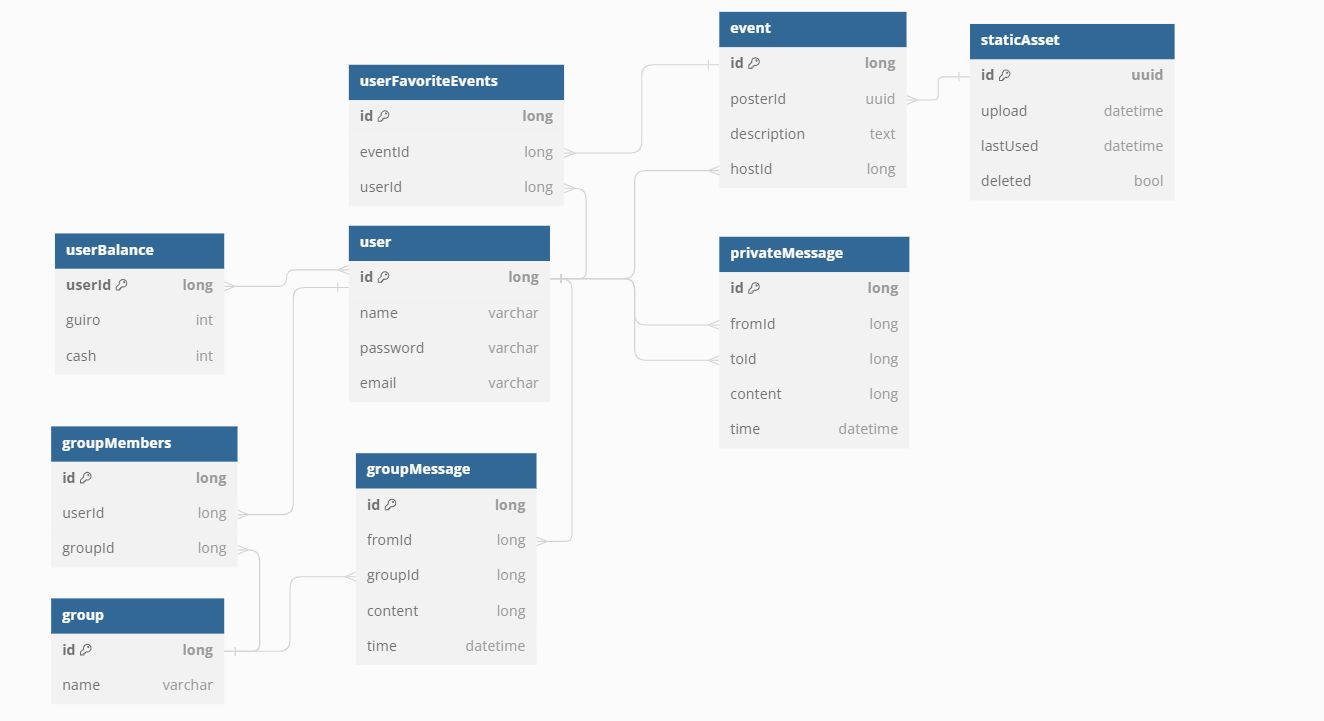 event
id long
posterId uuid
description text
hostId long
staticAsset
id uuid
upload datetime
lastUsed datetime
deleted bool
userFavoriteEvents
id long
eventId long
userId long
userBalance
userId long
guiro int
cash int
user
id long
name varchar
password varchar
email varchar
privateMessage
id long
fromId long
toId long
content long
time datetime
groupMembers
id long
userId long
groupId long
groupMessage
id long
fromId long
groupId long
content long
time datetime
group
id long
name varchar